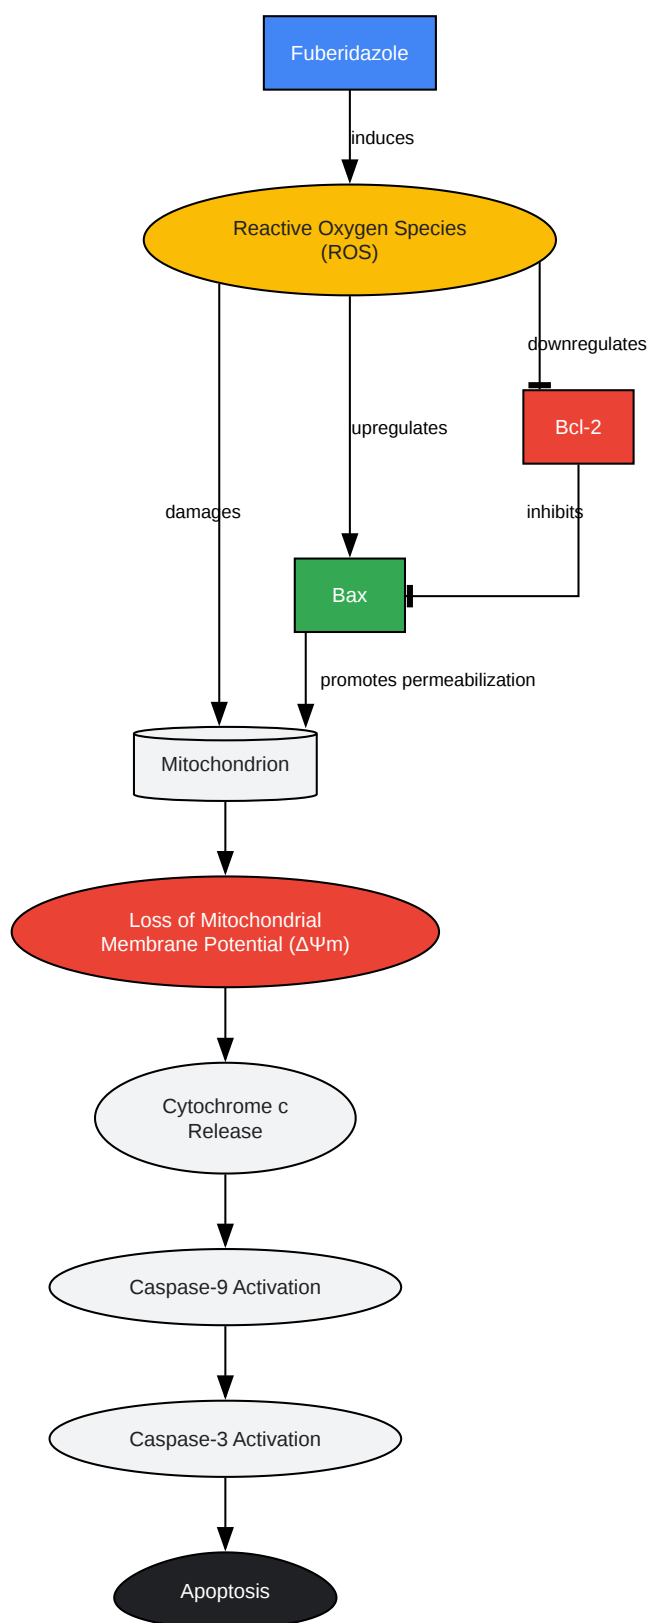 Fuberidazole
induces
Reactive Oxygen Species
(ROS)
downregulates
Bcl-2
upregulates
damages
inhibits
Bax
promotes permeabilization
Mitochondrion
Loss of Mitochondrial
Membrane Potential (ΔΨm)
Cytochrome c
Release
Caspase-9 Activation
Caspase-3 Activation
Apoptosis